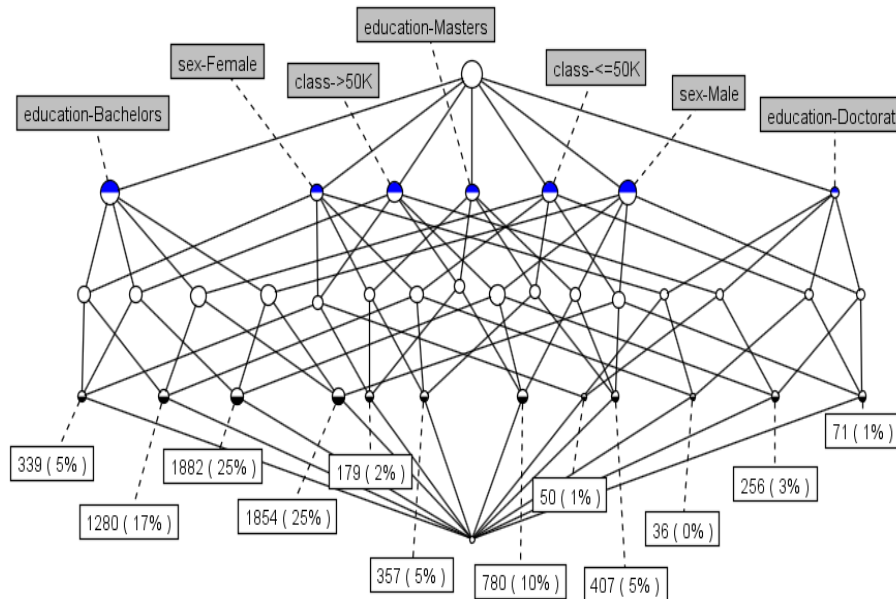 education-Masters
sex-Female
class->50K
class-<=50K
sex-Male
education-Bachelors
education-Doctorat
339 ( 5% )
1882 ( 25% )
179 ( 2% )
71 ( 1% )
1280 ( 17% )
1854 ( 25% )
50 ( 1% )
256 ( 3% )
36 ( 0% )
357 ( 5% )
780 ( 10% )
407 ( 5% )